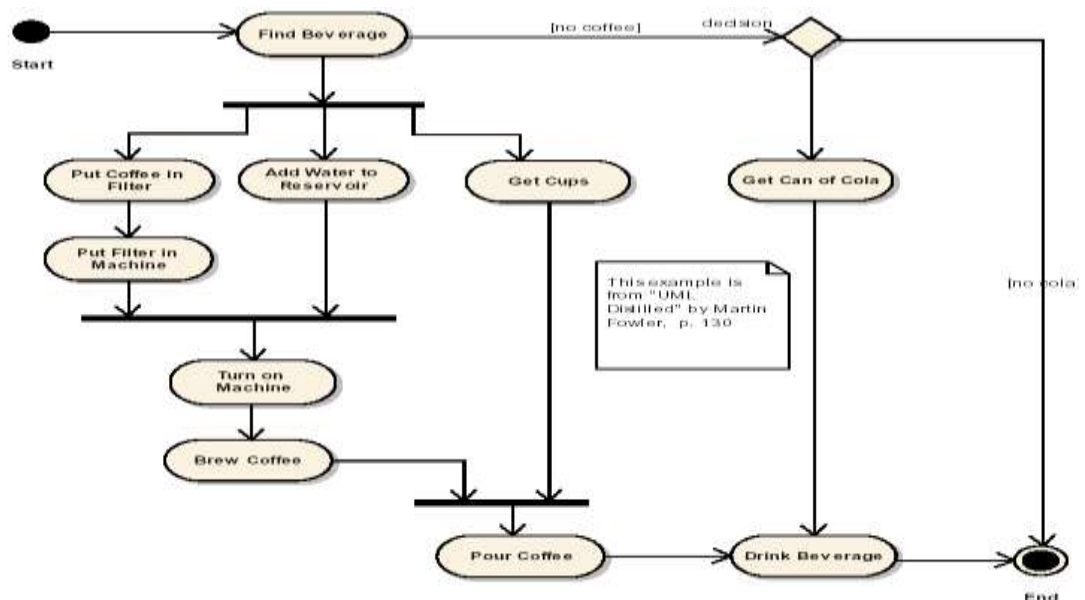 Start
Find Beverage
[no coffee]
decision
Put Coffee in
Filter
Add Water to
Reservoir
Get Cups
Get Can of Cola
Put Filter in
Machine
This example is
from "UML
Distilled" by Martin
Fowler, p. 130
[no cola]
Turn on
Machine
Brew Coffee
Pour Coffee
Drink Beverage
End